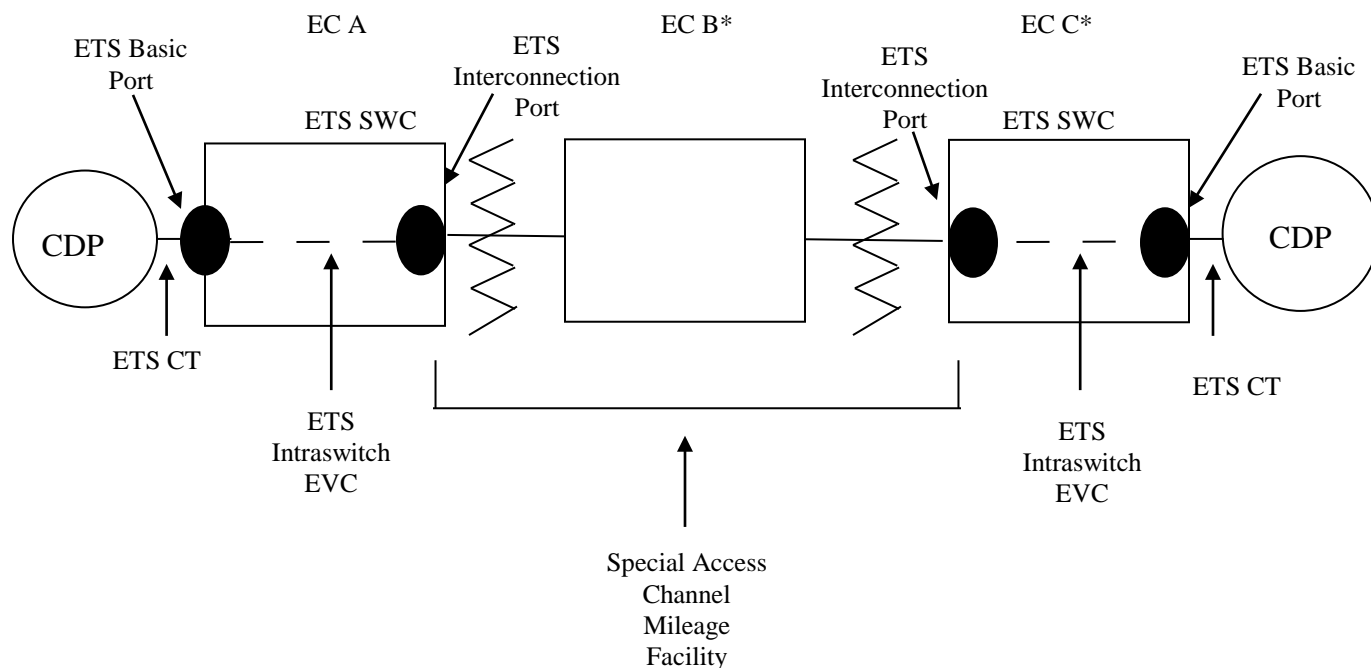 EC A
EC B*
EC C*
ETS Basic
Port
ETS
Interconnection
Port
ETS
Interconnection
Port
ETS Basic
Port
ETS SWC
ETS SWC
CDP
CDP
ETS CT
ETS CT
ETS
Intraswitch
EVC
ETS
Intraswitch
EVC
Special Access
Channel
Mileage
Facility